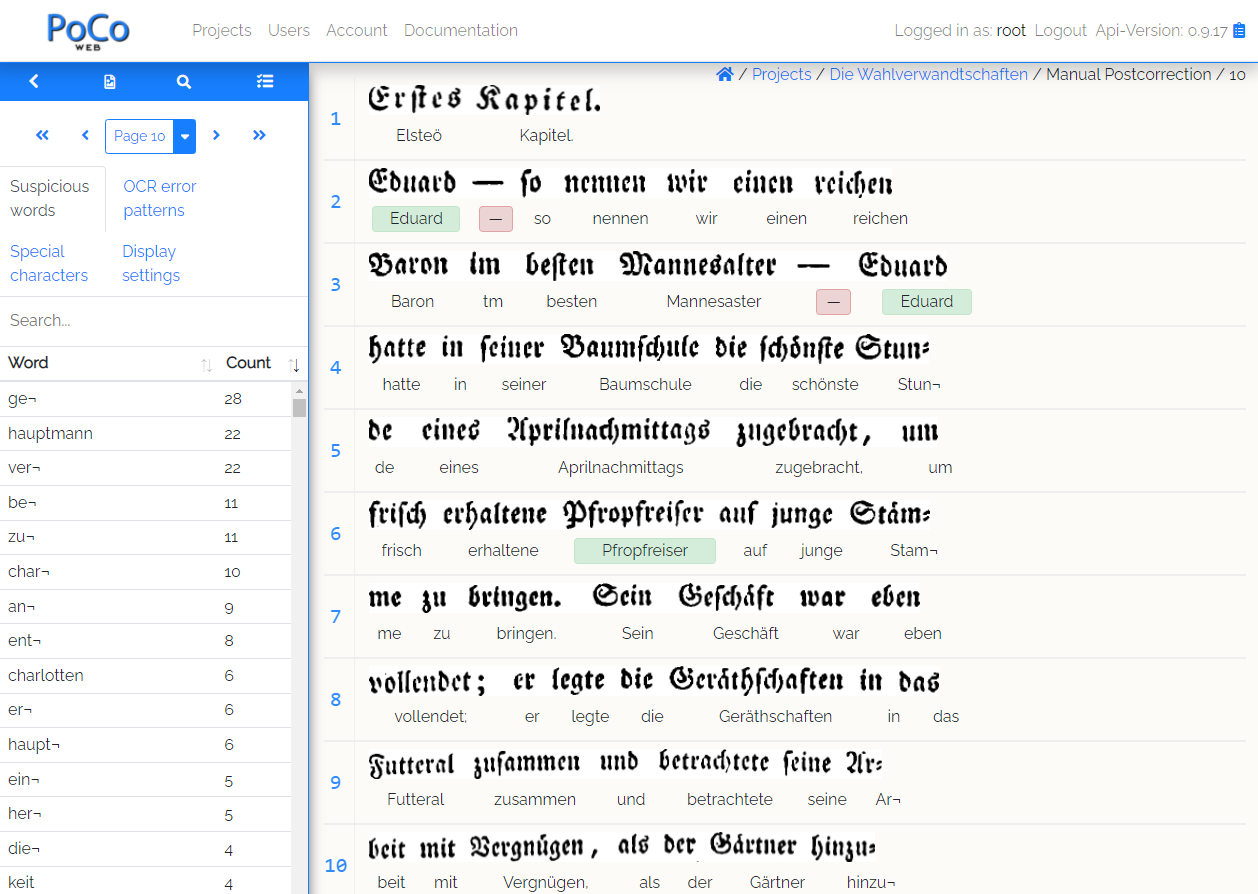 PoCo
WEB
Projects Users Account Documentation
Logged in as: root Logout Api-Version: 0.9.17
/ Projects / Die Wahlverwandtschaften / Manual Postcorrection / 10
Page 10
Suspicious words
OCR error patterns
Special characters
Display settings
Search...
Word Count
ge¬ 28
hauptmann 22
ver¬ 22
be¬ 11
zu¬ 11
char¬ 10
an¬ 9
ent¬ 8
charlotten 6
er¬ 6
haupt¬ 6
ein¬ 5
her¬ 5
die¬ 4
keit 4
1
Erſtes Kapitel.
Elsteö Kapitel.
2
Eduard — ſo nennen wir einen reichen
Eduard — so nennen wir einen reichen
3
Baron im beſten Mannesalter — Eduard
Baron tm besten Mannesaster — Eduard
4
hatte in ſeiner Baumſchule die ſchönſte Stun⸗
hatte in seiner Baumschule die schönste Stun¬
5
de eines Aprilnachmittags zugebracht, um
de eines Aprilnachmittags zugebracht, um
6
friſch erhaltene Pfropfreiſer auf junge Stäm⸗
frisch erhaltene Pfropfreiser auf junge Stam¬
7
me zu bringen. Sein Geſchäft war eben
me zu bringen. Sein Geschäft war eben
8
vollendet; er legte die Geräthſchaften in das
vollendet; er legte die Geräthschaften in das
9
Futteral zuſammen und betrachtete ſeine Ar⸗
Futteral zusammen und betrachtete seine Ar¬
10
beit mit Vergnügen, als der Gärtner hinzu⸗
beit mit Vergnügen, als der Gärtner hinzu¬